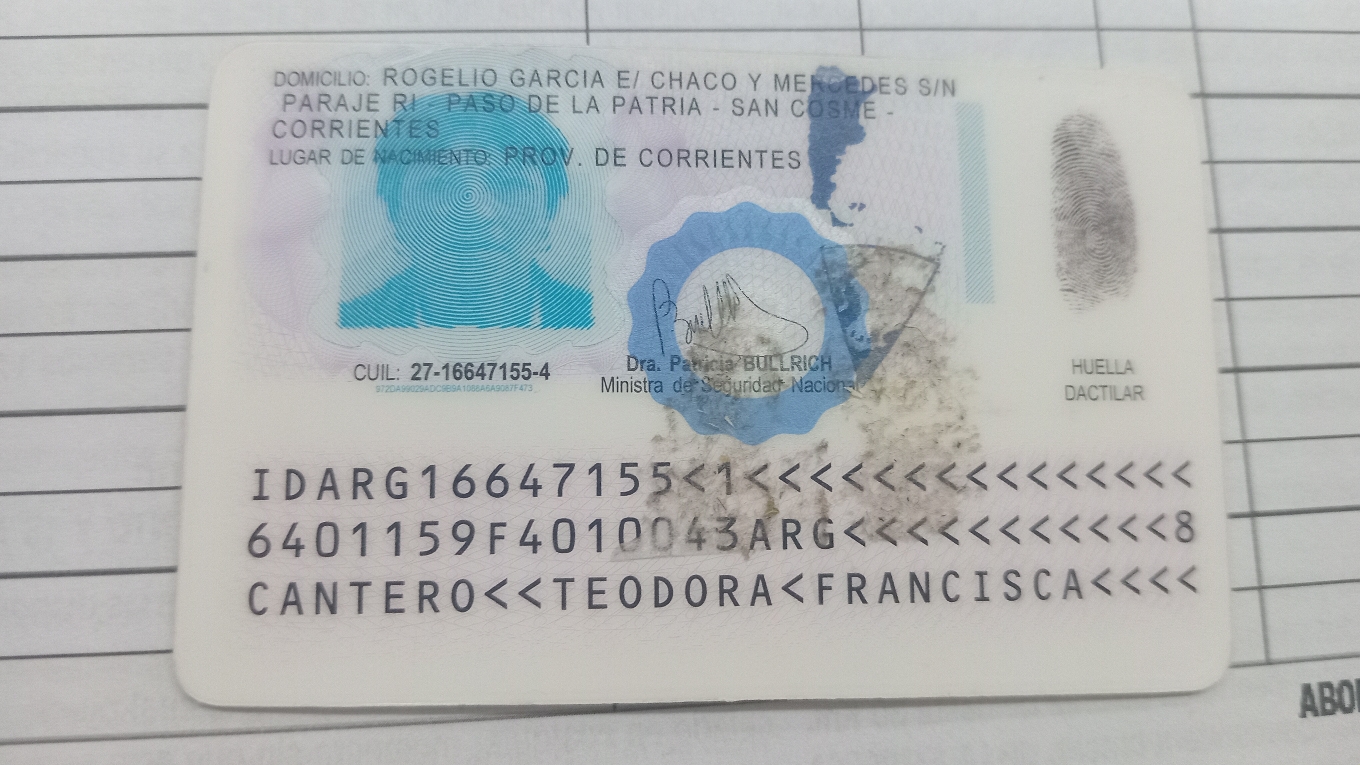 DOMICILIO: ROGELIO GARCIA E/ CHACO Y MERCEDES S/N
PARAJE RI - PASO DE LA PATRIA - SAN COSME -
CORRIENTES
LUGAR DE NACIMIENTO: PROV. DE CORRIENTES
CUIL: 27-16647155-4
Dra. Patricia BULLRICH
Ministra de Seguridad Nacional
HUELLA
DACTILAR
IDARG16647155<1<<<<<<<<<<<<<<<
6401159F4010043ARG<<<<<<<<<<<8
CANTERO<<TEODORA<FRANCISCA<<<<